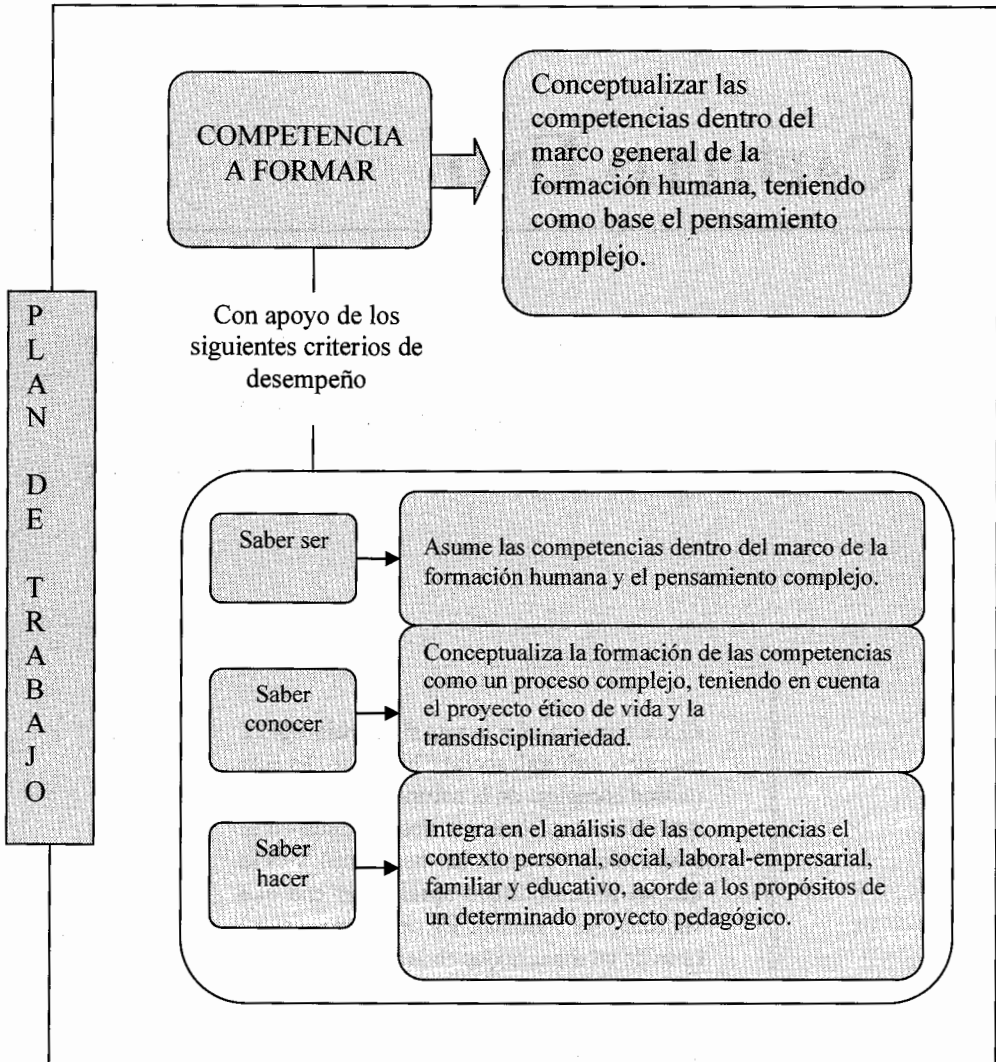 COMPETENCIA
A FORMAR
Conceptualizar las
competencias dentro del
marco general de la
formación humana, teniendo
como base el pensamiento
complejo.
PLAN DE TRABAJO
Con apoyo de los
siguientes criterios de
desempeño
Saber ser
Asume las competencias dentro del marco de la
formación humana y el pensamiento complejo.
Saber
conocer
Conceptualiza la formación de las competencias
como un proceso complejo, teniendo en cuenta
el proyecto ético de vida y la
transdisciplinariedad.
Saber
hacer
Integra en el análisis de las competencias el
contexto personal, social, laboral-empresarial,
familiar y educativo, acorde a los propósitos de
un determinado proyecto pedagógico.